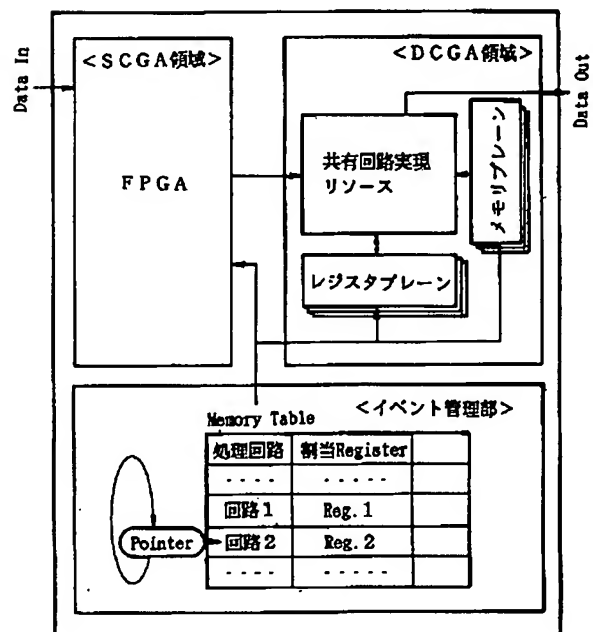 Data In
<SCGA領域>
FPGA
<DCGA領域>
共有回路実現
リソース
メモリプレーン
レジスタプレーン
Data Out
<イベント管理部>
Memory Table
処理回路 割当Register
- - - - - - - - -
回路1 Reg.1
Pointer 回路2 Reg.2
- - - - - - - - -